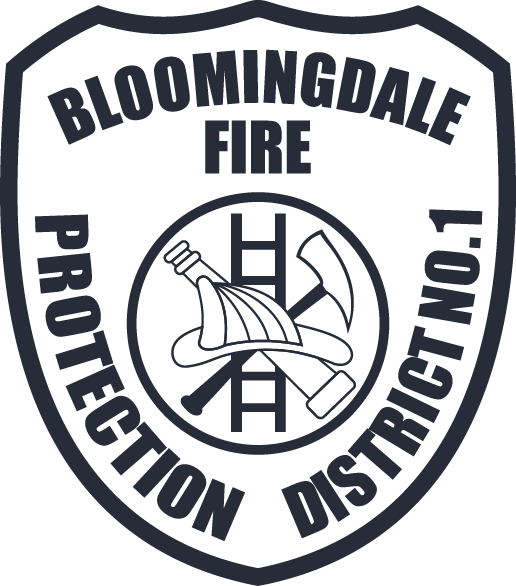 BLOOMINGDALE
FIRE
PROTECTION DISTRICT NO.1